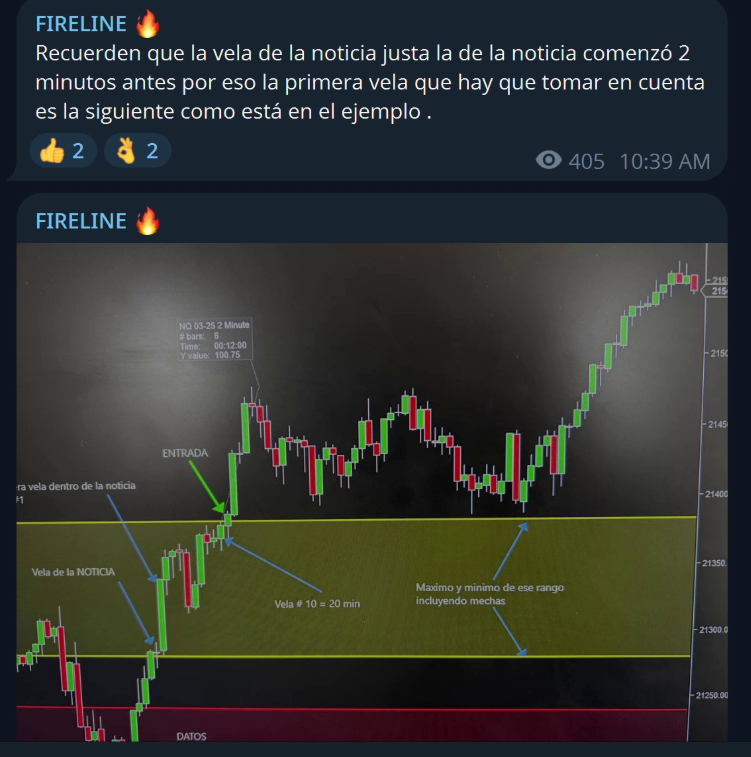 FIRELINE 🔥
Recuerden que la vela de la noticia justa la de la noticia comenzó 2
minutos antes por eso la primera vela que hay que tomar en cuenta
es la siguiente como está en el ejemplo .
👍 2 👌 2
405 10:39 AM
FIRELINE 🔥
NQ 03-25 2 Minute
# bars: 6
Time: 00:12:00
Y value: 100.75
2150
2145
ENTRADA
ra vela dentro de la noticia
#1
21400
Vela de la NOTICIA
21350.
Vela # 10 = 20 min
Maximo y minimo de ese rango
incluyendo mechas
21300.0
21250.00
DATOS